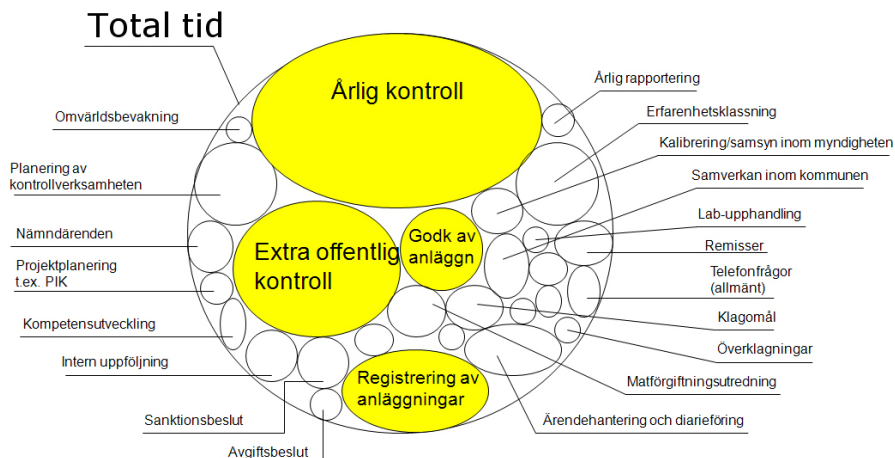 Total tid
Årlig kontroll
Årlig rapportering
Erfarenhetsklassning
Omvärldsbevakning
Kalibrering/samsyn inom myndigheten
Planering av
kontrollverksamheten
Samverkan inom kommunen
Lab-upphandling
Nämndärenden
Godk av
anläggn
Extra offentlig
kontroll
Remisser
Projektplanering
t.ex. PIK
Telefonfrågor
(allmänt)
Kompetensutveckling
Klagomål
Intern uppföljning
Överklagningar
Registrering av
anläggningar
Matförgiftningsutredning
Sanktionsbeslut
Ärendehantering och diarieföring
Avgiftsbeslut